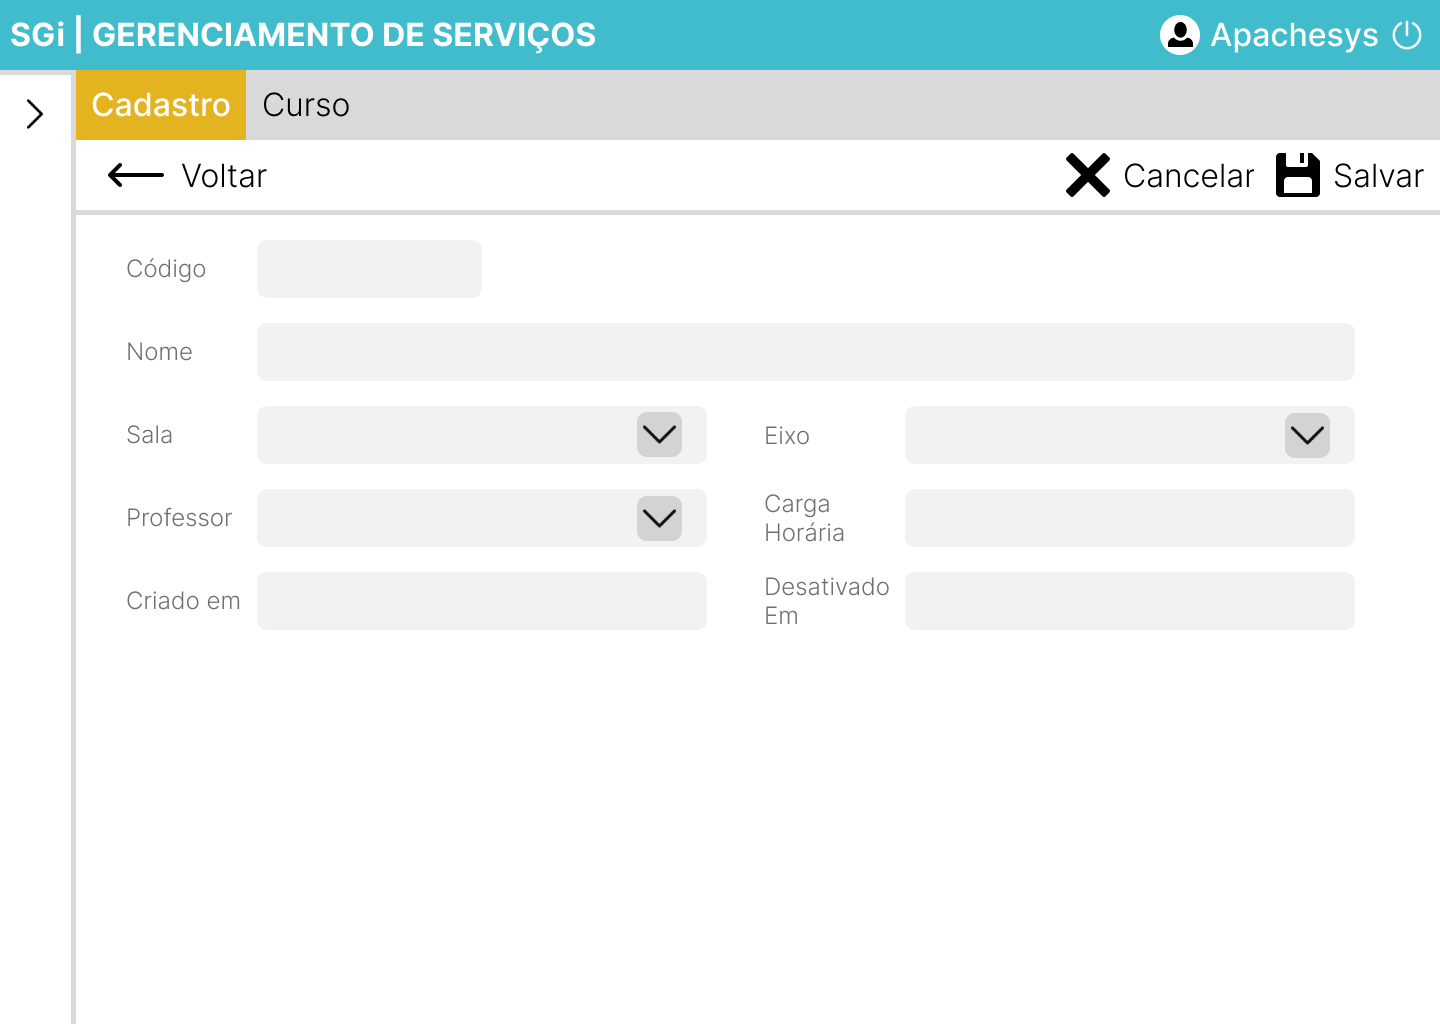 SGi | GERENCIAMENTO DE SERVIÇOS
Apachesys
Cadastro
Curso
Voltar
Cancelar
Salvar
Código
Nome
Sala
Eixo
Professor
Carga
Horária
Criado em
Desativado
Em